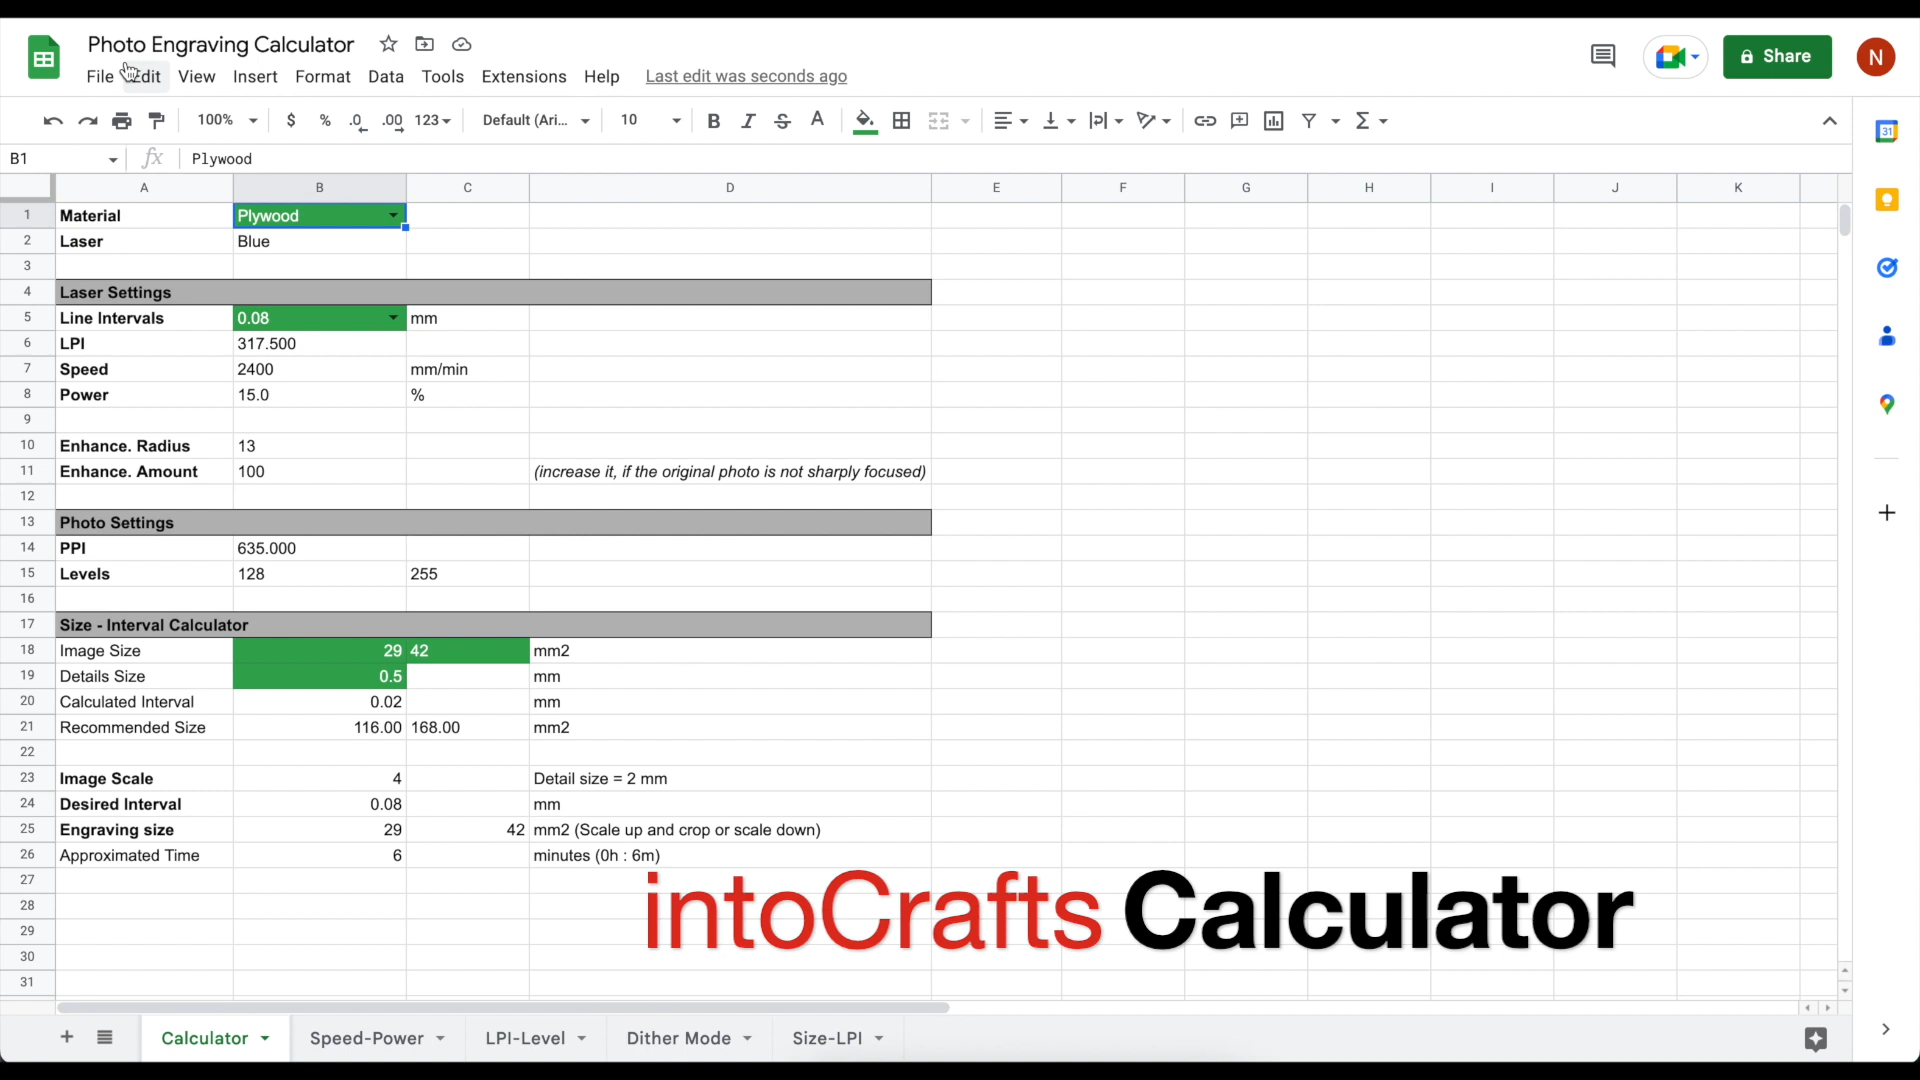 Photo Engraving Calculator
File Edit View Insert Format Data Tools Extensions Help Last edit was seconds ago
Share
N
100% $ % .0 .00 123 Default (Ari... 10 B I S A Σ
31
B1 fx Plywood
A B C D E F G H I J K
1 Material Plywood
2 Laser Blue
3
4 Laser Settings
5 Line Intervals 0.08 mm
6 LPI 317.500
7 Speed 2400 mm/min
8 Power 15.0 %
9
10 Enhance. Radius 13
11 Enhance. Amount 100 (increase it, if the original photo is not sharply focused)
12
13 Photo Settings
14 PPI 635.000
15 Levels 128 255
16
17 Size - Interval Calculator
18 Image Size 29 42 mm2
19 Details Size 0.5 mm
20 Calculated Interval 0.02 mm
21 Recommended Size 116.00 168.00 mm2
22
23 Image Scale 4 Detail size = 2 mm
24 Desired Interval 0.08 mm
25 Engraving size 29 42 mm2 (Scale up and crop or scale down)
26 Approximated Time 6 minutes (0h : 6m)
27
28
29
30
31
intoCrafts Calculator
Calculator Speed-Power LPI-Level Dither Mode Size-LPI